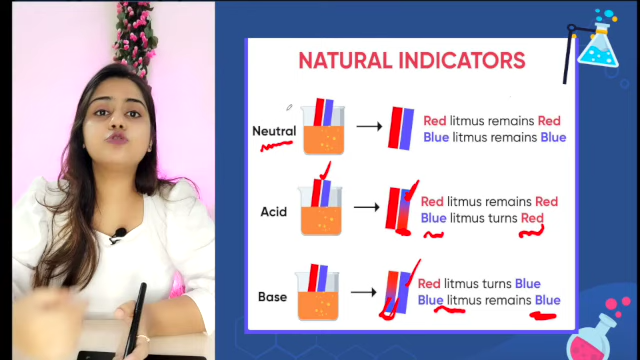 NATURAL INDICATORS
Neutral
Red litmus remains Red
Blue litmus remains Blue
Acid
Red litmus remains Red
Blue litmus turns Red
Base
Red litmus turns Blue
Blue litmus remains Blue